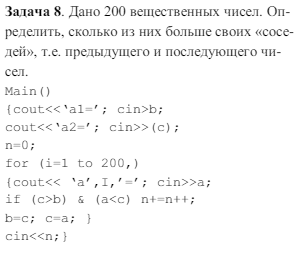 Задача 8. Дано 200 вещественных чисел. Оп-
ределить, сколько из них больше своих «сосе-
дей», т.е. предыдущего и последующего чи-
сел.
Main()
{cout<<‘a1=’; cin>b;
cout<<‘a2=’; cin>>(c);
n=0;
for (i=1 to 200,)
{cout<< ‘a’,I,’=’; cin>>a;
if (c>b) & (a<c) n+=n++;
b=c; c=a; }
cin<<n;}